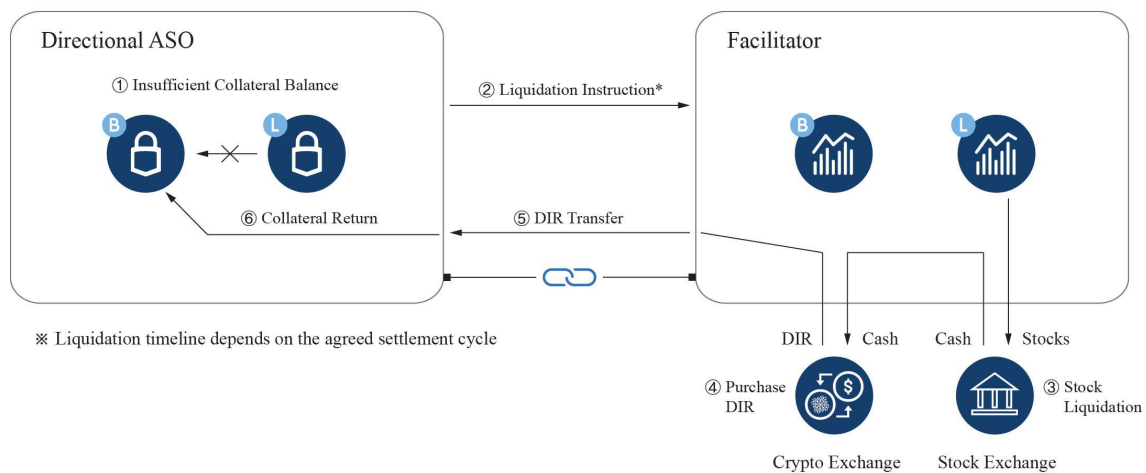 Directional ASO
① Insufficient Collateral Balance
B
L
⑥ Collateral Return
② Liquidation Instruction*
⑤ DIR Transfer
Facilitator
B
L
※ Liquidation timeline depends on the agreed settlement cycle
DIR
Cash
Cash
Stocks
④ Purchase
DIR
$
③ Stock
Liquidation
Crypto Exchange
Stock Exchange